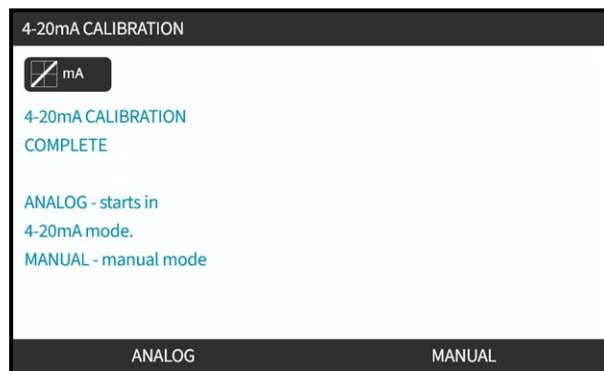 4-20mA CALIBRATION
mA
4-20mA CALIBRATION
COMPLETE
ANALOG - starts in
4-20mA mode.
MANUAL - manual mode
ANALOG MANUAL